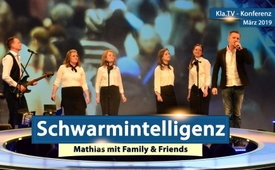 Kla.TV - Konferenz
März 2019
Schwarmintelligenz
Mathias mit Family & Friends